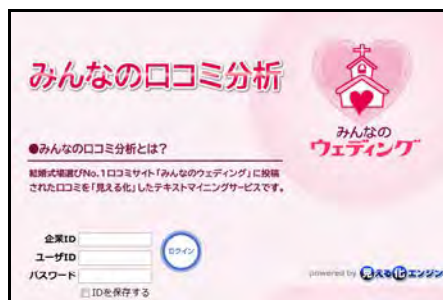 みんなの口コミ分析
みんなの
ウェディング
●みんなの口コミ分析とは?
結婚式場選びNo.1口コミサイト「みんなのウェディング」に投稿
された口コミを「見える化」したテキストマイニングサービスです。
企業ID
ユーザID
パスワード
ログイン
IDを保存する
powered by 見える化エンジン